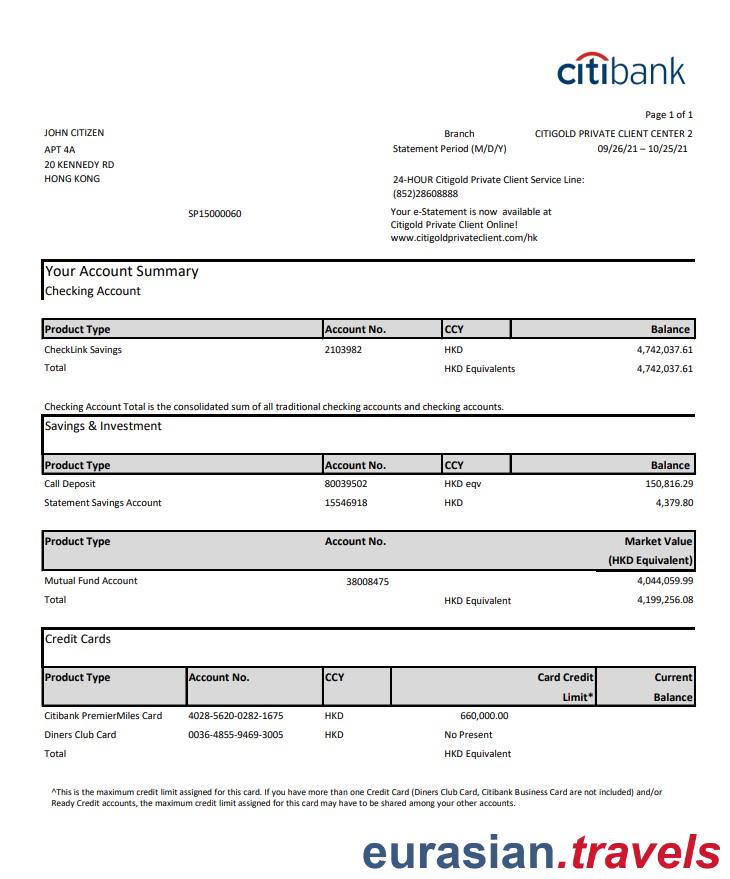 citibank
Page 1 of 1
JOHN CITIZEN
Branch CITIGOLD PRIVATE CLIENT CENTER 2
APT 4A
Statement Period (M/D/Y) 09/26/21 – 10/25/21
20 KENNEDY RD
HONG KONG
24-HOUR Citigold Private Client Service Line:
(852)28608888
SP15000060
Your e-Statement is now available at
Citigold Private Client Online!
www.citigoldprivateclient.com/hk
Your Account Summary
Checking Account
Product Type Account No. CCY Balance
CheckLink Savings 2103982 HKD 4,742,037.61
Total HKD Equivalents 4,742,037.61
Checking Account Total is the consolidated sum of all traditional checking accounts and checking accounts.
Savings & Investment
Product Type Account No. CCY Balance
Call Deposit 80039502 HKD eqv 150,816.29
Statement Savings Account 15546918 HKD 4,379.80
Product Type Account No. Market Value
(HKD Equivalent)
Mutual Fund Account 38008475 4,044,059.99
Total HKD Equivalent 4,199,256.08
Credit Cards
Product Type Account No. CCY Card Credit Current
Limit* Balance
Citibank PremierMiles Card 4028-5620-0282-1675 HKD 660,000.00
Diners Club Card 0036-4855-9469-3005 HKD No Present
Total HKD Equivalent
^This is the maximum credit limit assigned for this card. If you have more than one Credit Card (Diners Club Card, Citibank Business Card are not included) and/or
Ready Credit accounts, the maximum credit limit assigned for this card may have to be shared among your other accounts.
eurasian.travels